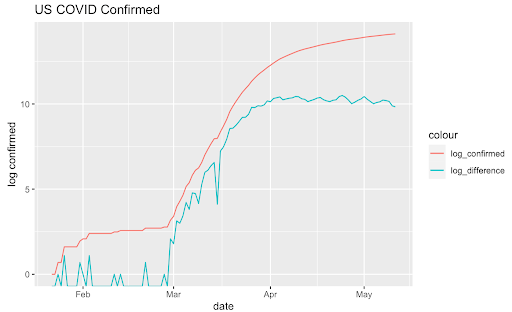 US COVID Confirmed
log confirmed
10
5
0
Feb
Mar
Apr
May
date
colour
log_confirmed
log_difference